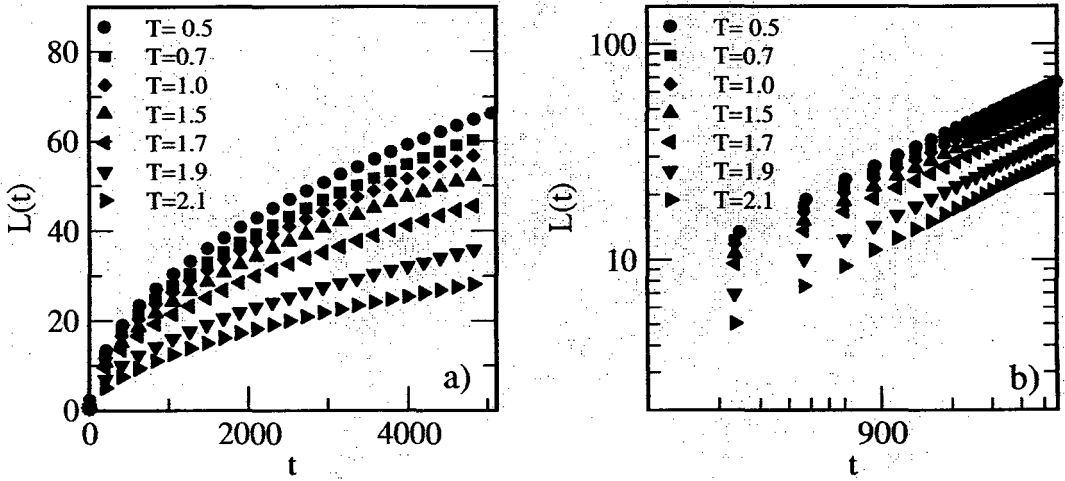 80
60
40
20
0
L(t)
T= 0.5
T=0.7
T=1.0
T=1.5
T=1.7
T=1.9
T=2.1
a)
0
2000
4000
t
100
10
L(t)
T= 0.5
T=0.7
T=1.0
T=1.5
T=1.7
T=1.9
T=2.1
b)
900
t